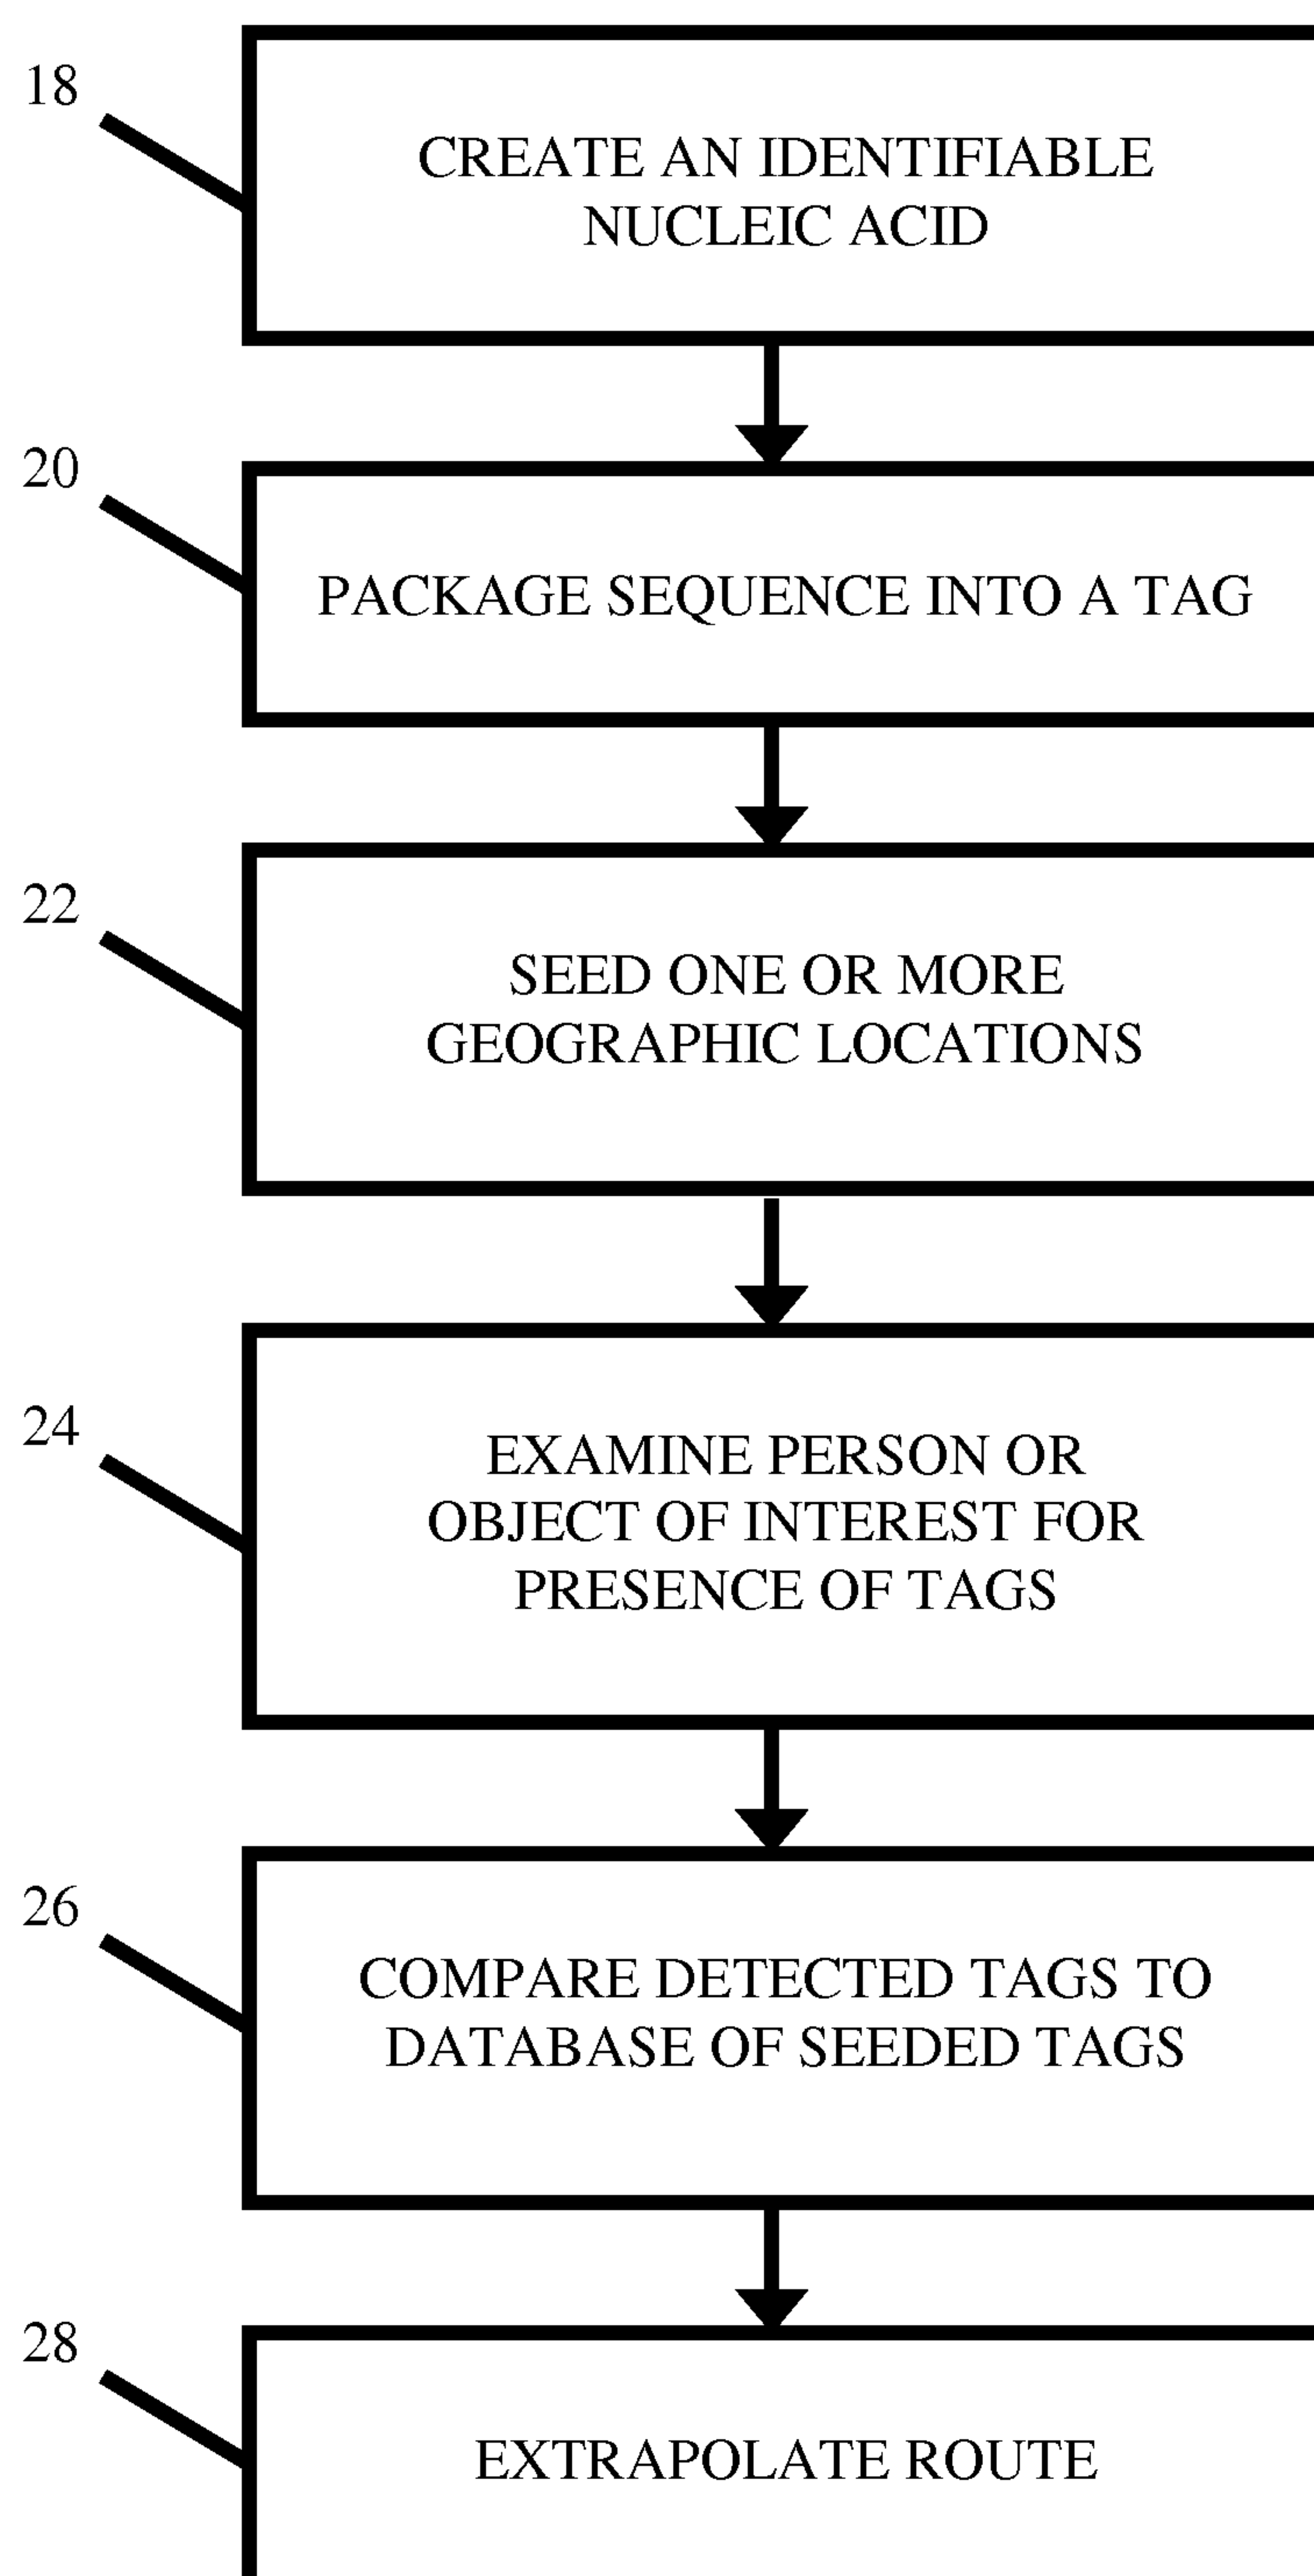 18
CREATE AN IDENTIFIABLE
NUCLEIC ACID
20
PACKAGE SEQUENCE INTO A TAG
22
SEED ONE OR MORE
GEOGRAPHIC LOCATIONS
24
EXAMINE PERSON OR
OBJECT OF INTEREST FOR
PRESENCE OF TAGS
26
COMPARE DETECTED TAGS TO
DATABASE OF SEEDED TAGS
28
EXTRAPOLATE ROUTE